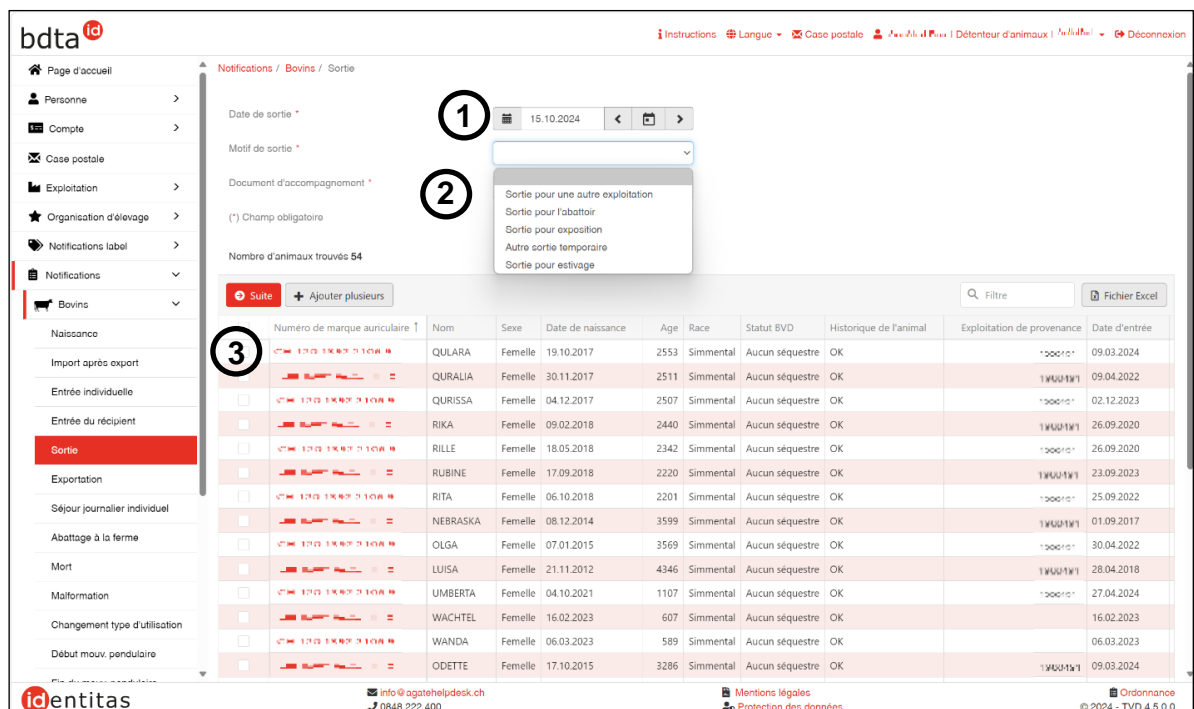 bdta id
Instructions Langue Case postale | Détenteur d'animaux | Déconnexion
Page d'accueil
Personne
Compte
Case postale
Exploitation
Organisation d'élevage
Notifications label
Notifications
Bovins
Naissance
Import après export
Entrée individuelle
Entrée du récipient
Sortie
Exportation
Séjour journalier individuel
Abattage à la ferme
Mort
Malformation
Changement type d'utilisation
Début mouv. pendulaire
Notifications / Bovins / Sortie
Date de sortie *
1
15.10.2024
Motif de sortie *
Document d'accompagnement *
2
Sortie pour une autre exploitation
Sortie pour l'abattoir
Sortie pour exposition
Autre sortie temporaire
Sortie pour estivage
(*) Champ obligatoire
Nombre d'animaux trouvés 54
Suite + Ajouter plusieurs Filtre Fichier Excel
Numéro de marque auriculaire ↑ Nom Sexe Date de naissance Age Race Statut BVD Historique de l'animal Exploitation de provenance Date d'entrée
3
QULARA Femelle 19.10.2017 2553 Simmental Aucun séquestre OK 09.03.2024
QURALIA Femelle 30.11.2017 2511 Simmental Aucun séquestre OK 09.04.2022
QURISSA Femelle 04.12.2017 2507 Simmental Aucun séquestre OK 02.12.2023
RIKA Femelle 09.02.2018 2440 Simmental Aucun séquestre OK 26.09.2020
RILLE Femelle 18.05.2018 2342 Simmental Aucun séquestre OK 26.09.2020
RUBINE Femelle 17.09.2018 2220 Simmental Aucun séquestre OK 23.09.2023
RITA Femelle 06.10.2018 2201 Simmental Aucun séquestre OK 25.09.2022
NEBRASKA Femelle 08.12.2014 3599 Simmental Aucun séquestre OK 01.09.2017
OLGA Femelle 07.01.2015 3569 Simmental Aucun séquestre OK 30.04.2022
LUISA Femelle 21.11.2012 4346 Simmental Aucun séquestre OK 28.04.2018
UMBERTA Femelle 04.10.2021 1107 Simmental Aucun séquestre OK 27.04.2024
WACHTEL Femelle 16.02.2023 607 Simmental Aucun séquestre OK 16.02.2023
WANDA Femelle 06.03.2023 589 Simmental Aucun séquestre OK 06.03.2023
ODETTE Femelle 17.10.2015 3286 Simmental Aucun séquestre OK 09.03.2024
identitas
info@agatehelpdesk.ch
0848 222 400
Mentions légales
Protection des données
Ordonnance
© 2024 - TVD 4.5.0.0